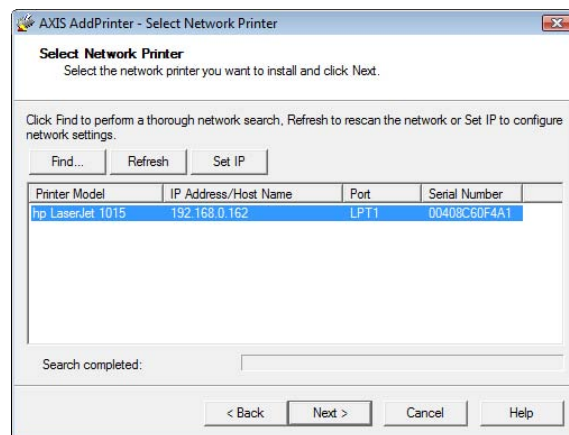 AXIS AddPrinter - Select Network Printer
Select Network Printer
Select the network printer you want to install and click Next.
Click Find to perform a thorough network search, Refresh to rescan the network or Set IP to configure
network settings.
Find... Refresh Set IP
Printer Model IP Address/Host Name Port Serial Number
hp LaserJet 1015 192.168.0.162 LPT1 00408C60F4A1
Search completed:
< Back Next > Cancel Help